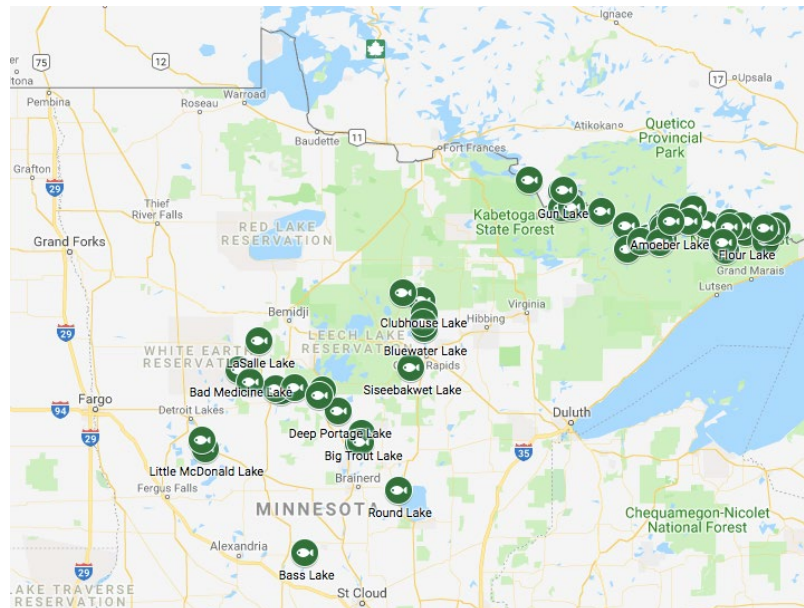 Ignace
75
12
17
Upsala
Pembina
Roseau
Warroad
Atikokan
Quetico
Provincial
Park
Baudette
11
Fort Frances
Grafton
29
Thief
River Falls
Kabetoga
State Forest
Gun Lake
RED LAKE
RESERVATION
Grand Forks
Amoeber Lake
Flour Lake
Grand Marais
Lutsen
Virginia
Hibbing
Bemidji
Clubhouse Lake
LEECH LAKE
RESERVATION
29
WHITE EARTH
RESERVATION
LaSalle Lake
Bluewater Lake
Rapids
Siseebakwet Lake
Bad Medicine Lake
Fargo
94
Detroit Lakes
Duluth
29
Deep Portage Lake
35
Big Trout Lake
Little McDonald Lake
Brainerd
Fergus Falls
MINNESOTA
Round Lake
Chequamegon-Nicolet
National Forest
Alexandria
29
Bass Lake
LAKE TRAVERSE
RESERVATION
St Cloud